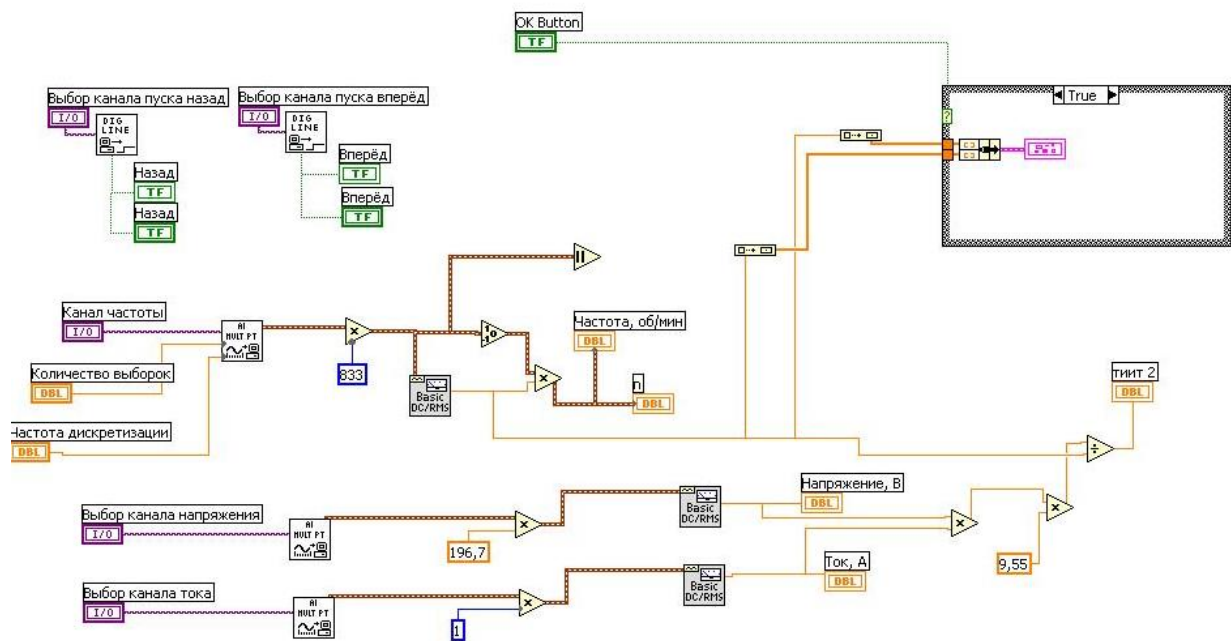 OK Button
TF
True
?
Выбор канала пуска назад
I/O
DIG
LINE
Назад
TF
Назад
TF
Выбор канала пуска вперёд
I/O
DIG
LINE
Вперёд
TF
Вперёд
TF
Канал частоты
I/O
Количество выборок
DBL
Частота дискретизации
DBL
AI
MULT PT
833
Basic
DC/RMS
Частота, об/мин
DBL
n
DBL
тиит 2
DBL
Выбор канала напряжения
I/O
AI
MULT PT
196,7
Basic
DC/RMS
Напряжение, В
DBL
9,55
Выбор канала тока
I/O
AI
MULT PT
1
Basic
DC/RMS
Ток, А
DBL